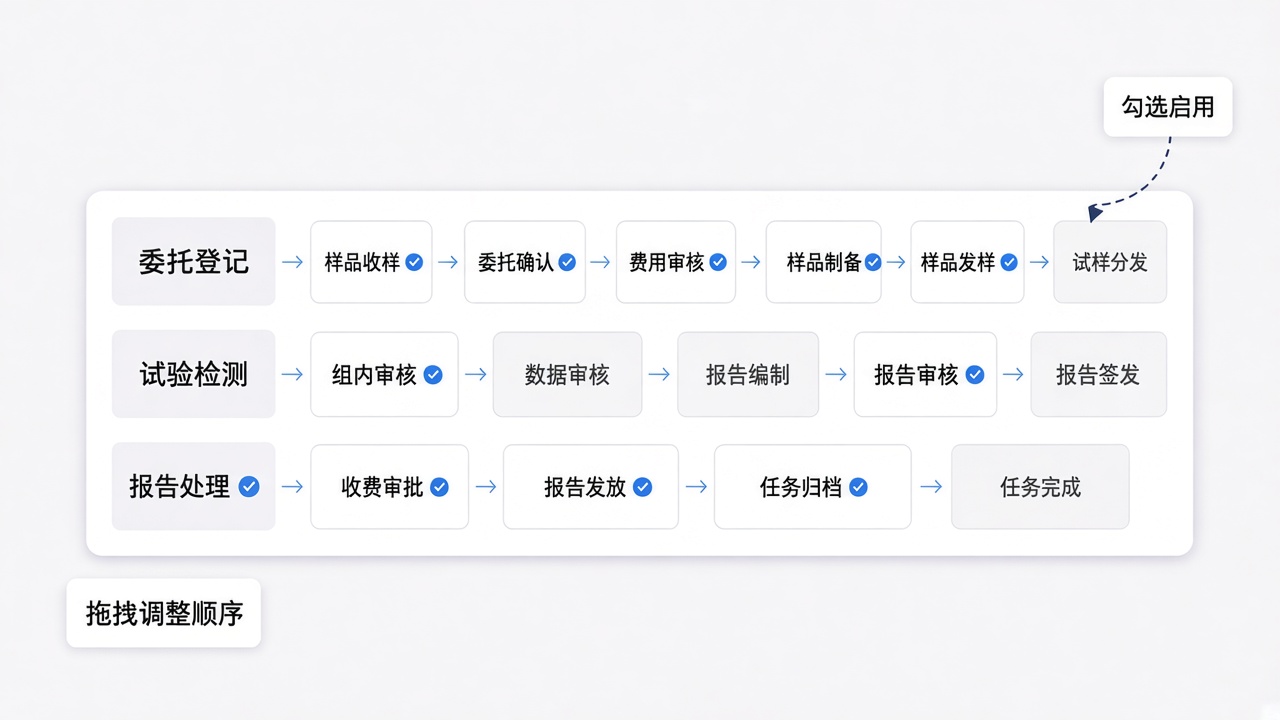 勾选启用
委托登记 样品收样 委托确认 费用审核 样品制备 样品发样 试样分发
试验检测 组内审核 数据审核 报告编制 报告审核 报告签发
报告处理 收费审批 报告发放 任务归档 任务完成
拖拽调整顺序